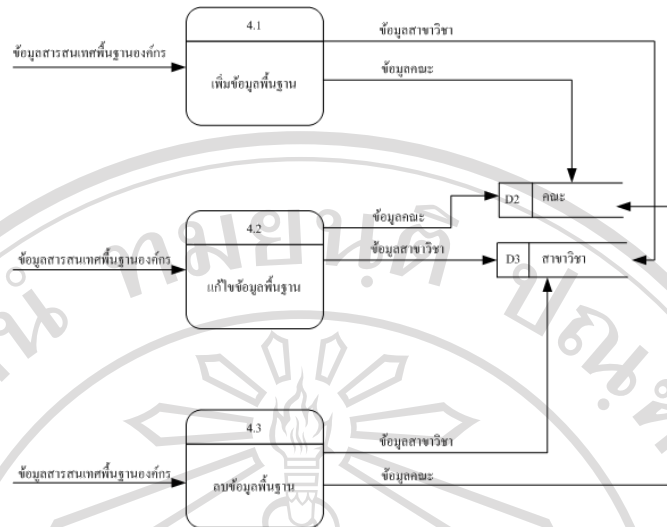 4.1
ข้อมูลสาขาวิชา
ข้อมูลสารสนเทศพื้นฐานองค์กร
ข้อมูลคณะ
เพิ่มข้อมูลพื้นฐาน
D2 คณะ
4.2
ข้อมูลคณะ
ข้อมูลสาขาวิชา
ข้อมูลสารสนเทศพื้นฐานองค์กร
D3 สาขาวิชา
แก้ไขข้อมูลพื้นฐาน
4.3
ข้อมูลสาขาวิชา
ข้อมูลสารสนเทศพื้นฐานองค์กร
ข้อมูลคณะ
ลบข้อมูลพื้นฐาน